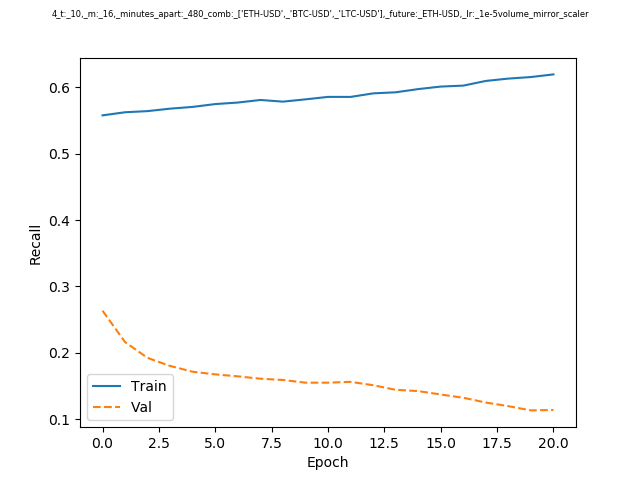 4_t:_10,_m:_16,_minutes_apart:_480_comb:_['ETH-USD',_'BTC-USD',_'LTC-USD'],_future:_ETH-USD,_lr:_1e-5volume_mirror_scaler
0.6
0.5
0.4
0.3
0.2
0.1
Recall
Train
Val
0.0 2.5 5.0 7.5 10.0 12.5 15.0 17.5 20.0
Epoch